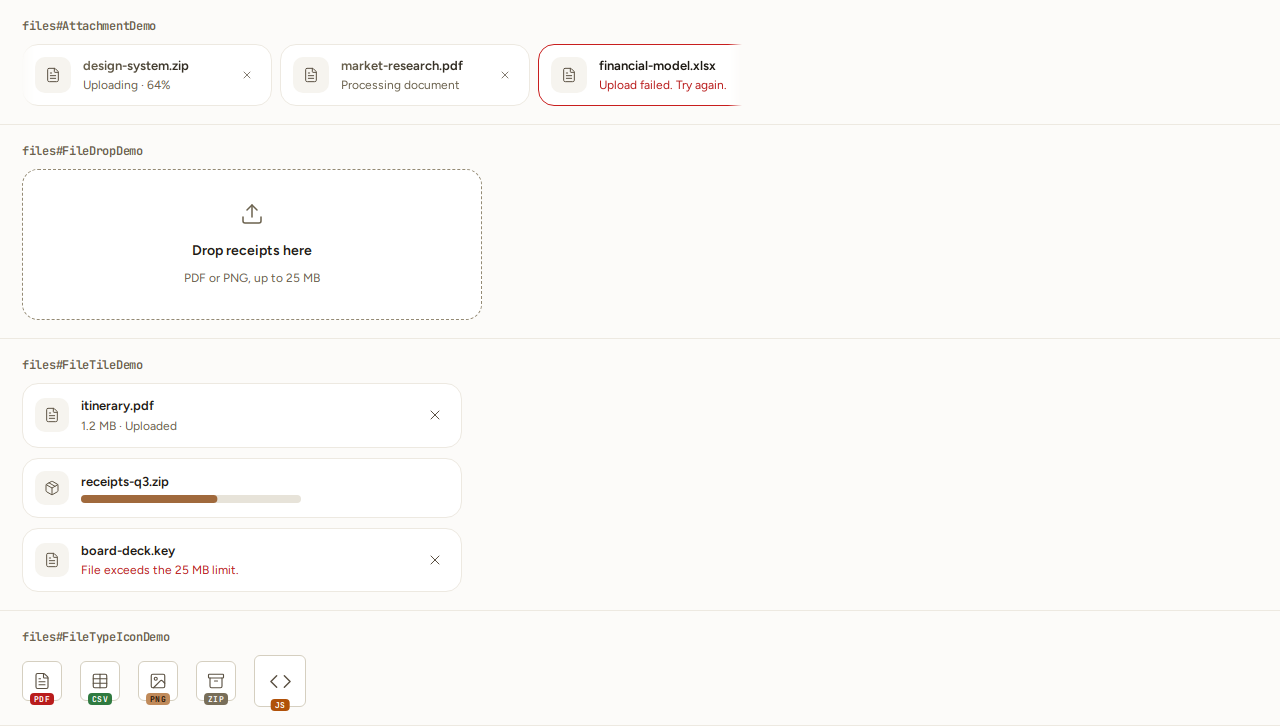 files#AttachmentDemo
design-system.zip
Uploading · 64%
market-research.pdf
Processing document
financial-model.xlsx
Upload failed. Try again.
files#FileDropDemo
Drop receipts here
PDF or PNG, up to 25 MB
files#FileTileDemo
itinerary.pdf
1.2 MB · Uploaded
receipts-q3.zip
board-deck.key
File exceeds the 25 MB limit.
files#FileTypeIconDemo
PDF
CSV
PNG
ZIP
JS